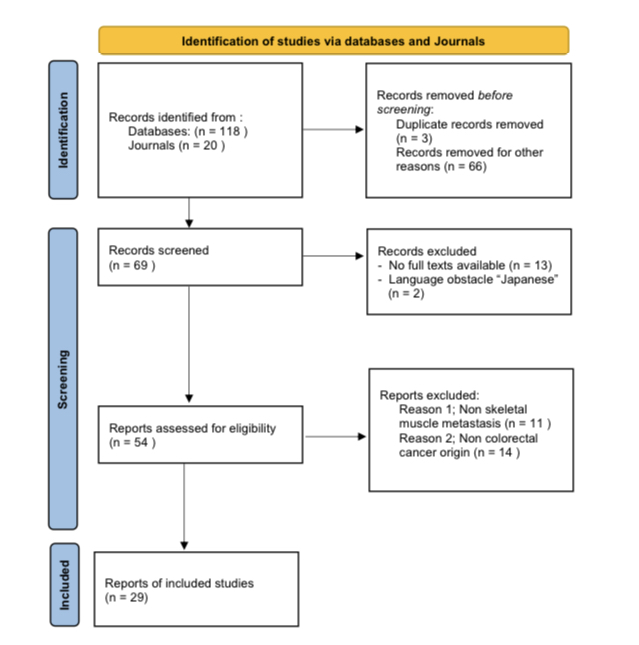 Identification of studies via databases and Journals
Identification
Records identified from :
Databases: (n = 118 )
Journals (n = 20 )
Records removed before
screening:
Duplicate records removed
(n = 3)
Records removed for other
reasons (n = 66)
Screening
Records screened
(n = 69 )
Records excluded
- No full texts available (n = 13)
- Language obstacle “Japanese”
(n = 2)
Reports assessed for eligibility
(n = 54 )
Reports excluded:
Reason 1; Non skeletal
muscle metastasis (n = 11 )
Reason 2; Non colorectal
cancer origin (n = 14 )
Included
Reports of included studies
(n = 29)